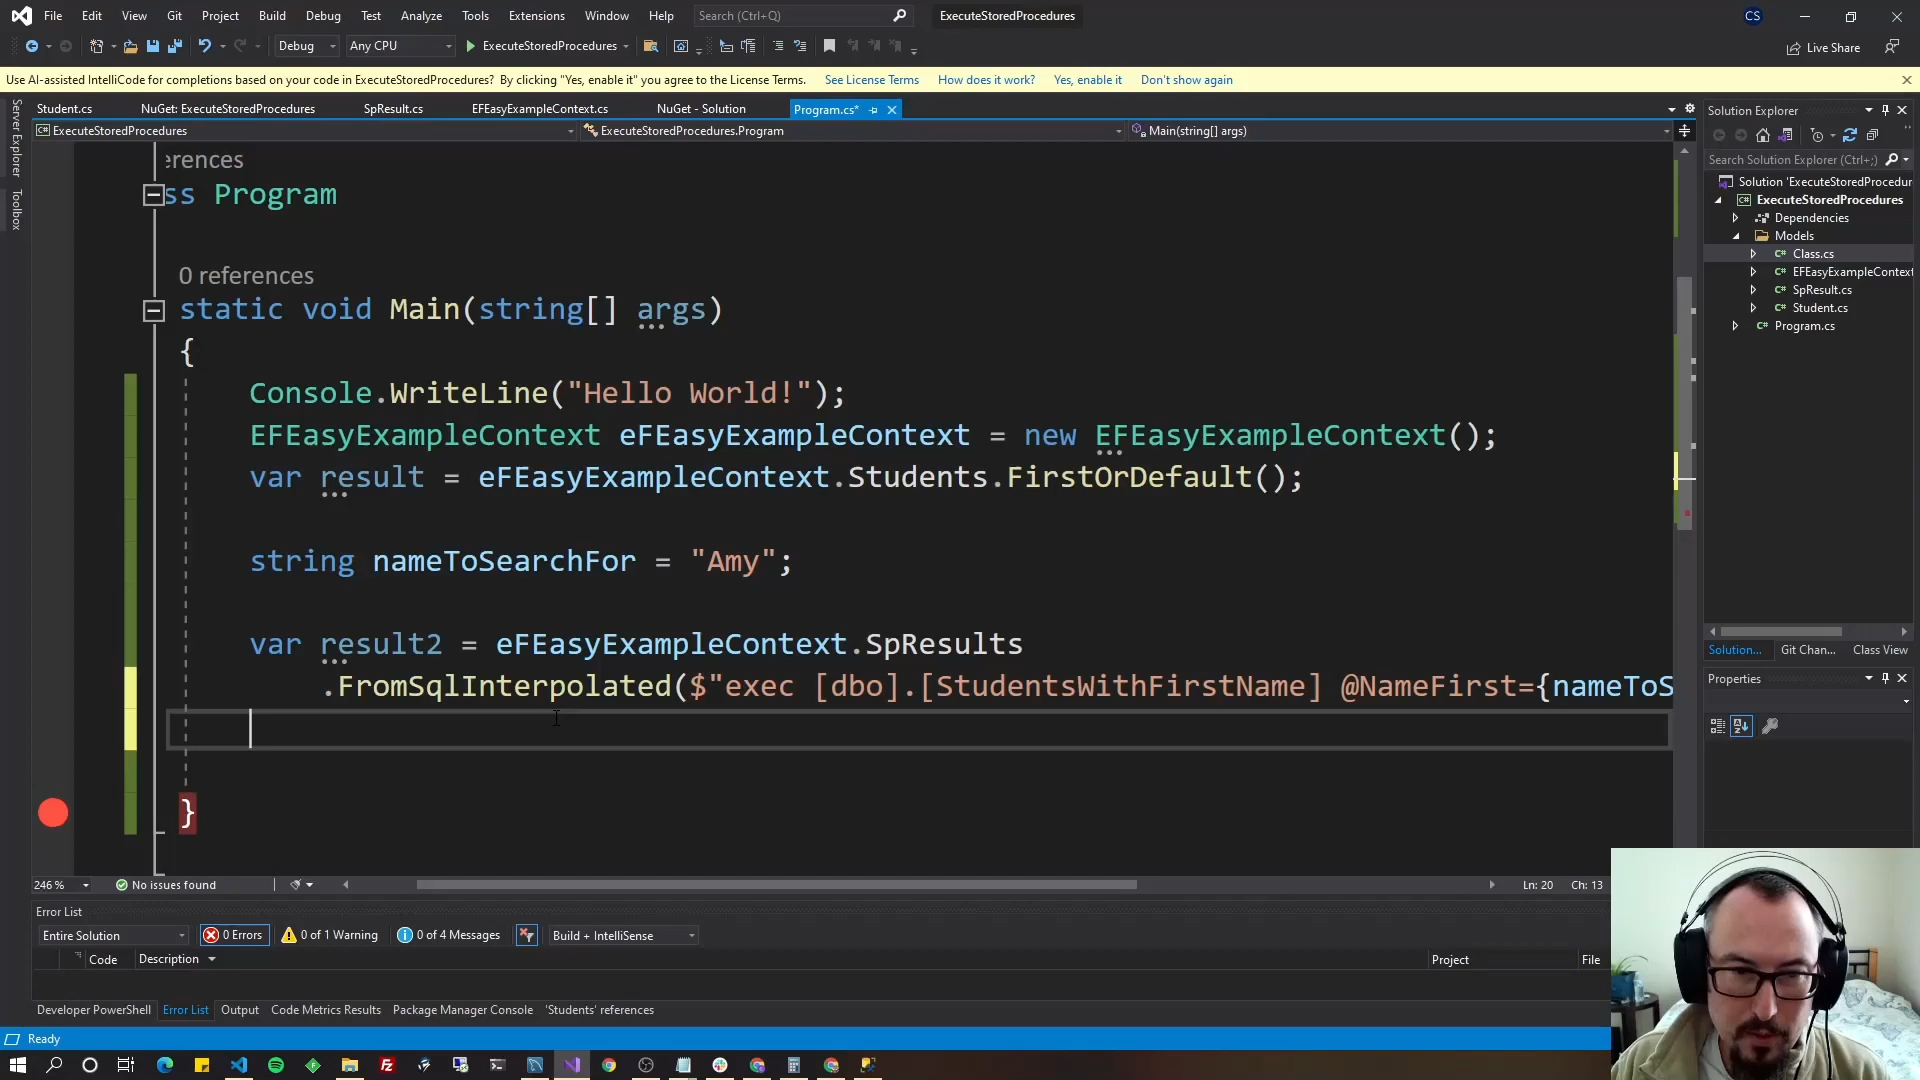 File Edit View Git Project Build Debug Test Analyze Tools Extensions Window Help Search (Ctrl+Q) ExecuteStoredProcedures CS
Debug Any CPU ExecuteStoredProcedures Live Share
Use AI-assisted IntelliCode for completions based on your code in ExecuteStoredProcedures? By clicking "Yes, enable it" you agree to the License Terms. See License Terms How does it work? Yes, enable it Don't show again
Server Explorer
Toolbox
Student.cs NuGet: ExecuteStoredProcedures SpResult.cs EFEasyExampleContext.cs NuGet - Solution Program.cs*
ExecuteStoredProcedures ExecuteStoredProcedures.Program Main(string[] args)
erences
ss Program
0 references
static void Main(string[] args)
{
Console.WriteLine("Hello World!");
EFEasyExampleContext eFEasyExampleContext = new EFEasyExampleContext();
var result = eFEasyExampleContext.Students.FirstOrDefault();
string nameToSearchFor = "Amy";
var result2 = eFEasyExampleContext.SpResults
.FromSqlInterpolated($"exec [dbo].[StudentsWithFirstName] @NameFirst={nameToS
}
246 % No issues found Ln: 20 Ch: 13
Error List
Entire Solution 0 Errors 0 of 1 Warning 0 of 4 Messages Build + IntelliSense
Code Description Project File
Developer PowerShell Error List Output Code Metrics Results Package Manager Console 'Students' references
Ready
Solution Explorer
Search Solution Explorer (Ctrl+;)
Solution 'ExecuteStoredProcedur
ExecuteStoredProcedures
Dependencies
Models
Class.cs
EFEasyExampleContext
SpResult.cs
Student.cs
Program.cs
Solution... Git Chan... Class View
Properties